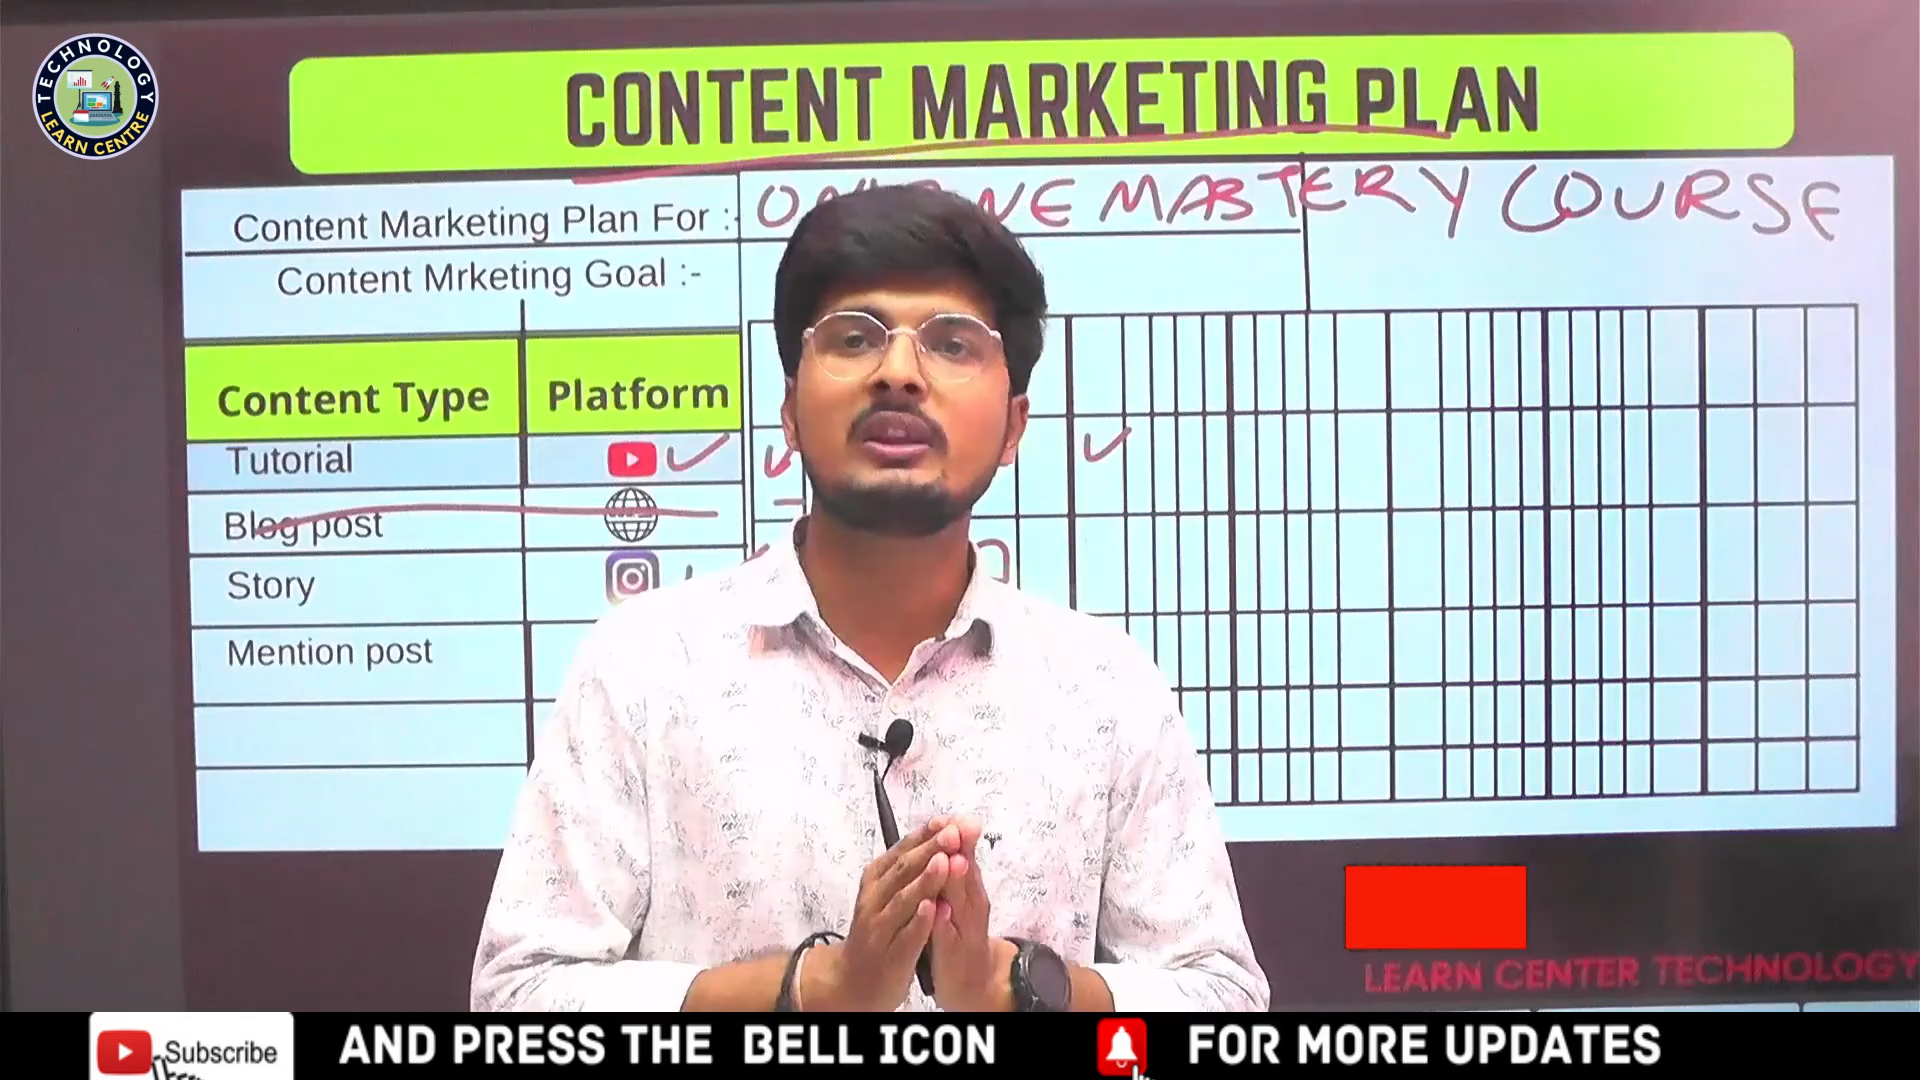 TECHNOLOGY
LEARN CENTRE
CONTENT MARKETING PLAN
Content Marketing Plan For :- MASTERY COURSE
Content Mrketing Goal :-
Content Type Platform
Tutorial
Blog post
Story
Mention post
LEARN CENTER TECHNOLOGY
Subscribe AND PRESS THE BELL ICON FOR MORE UPDATES